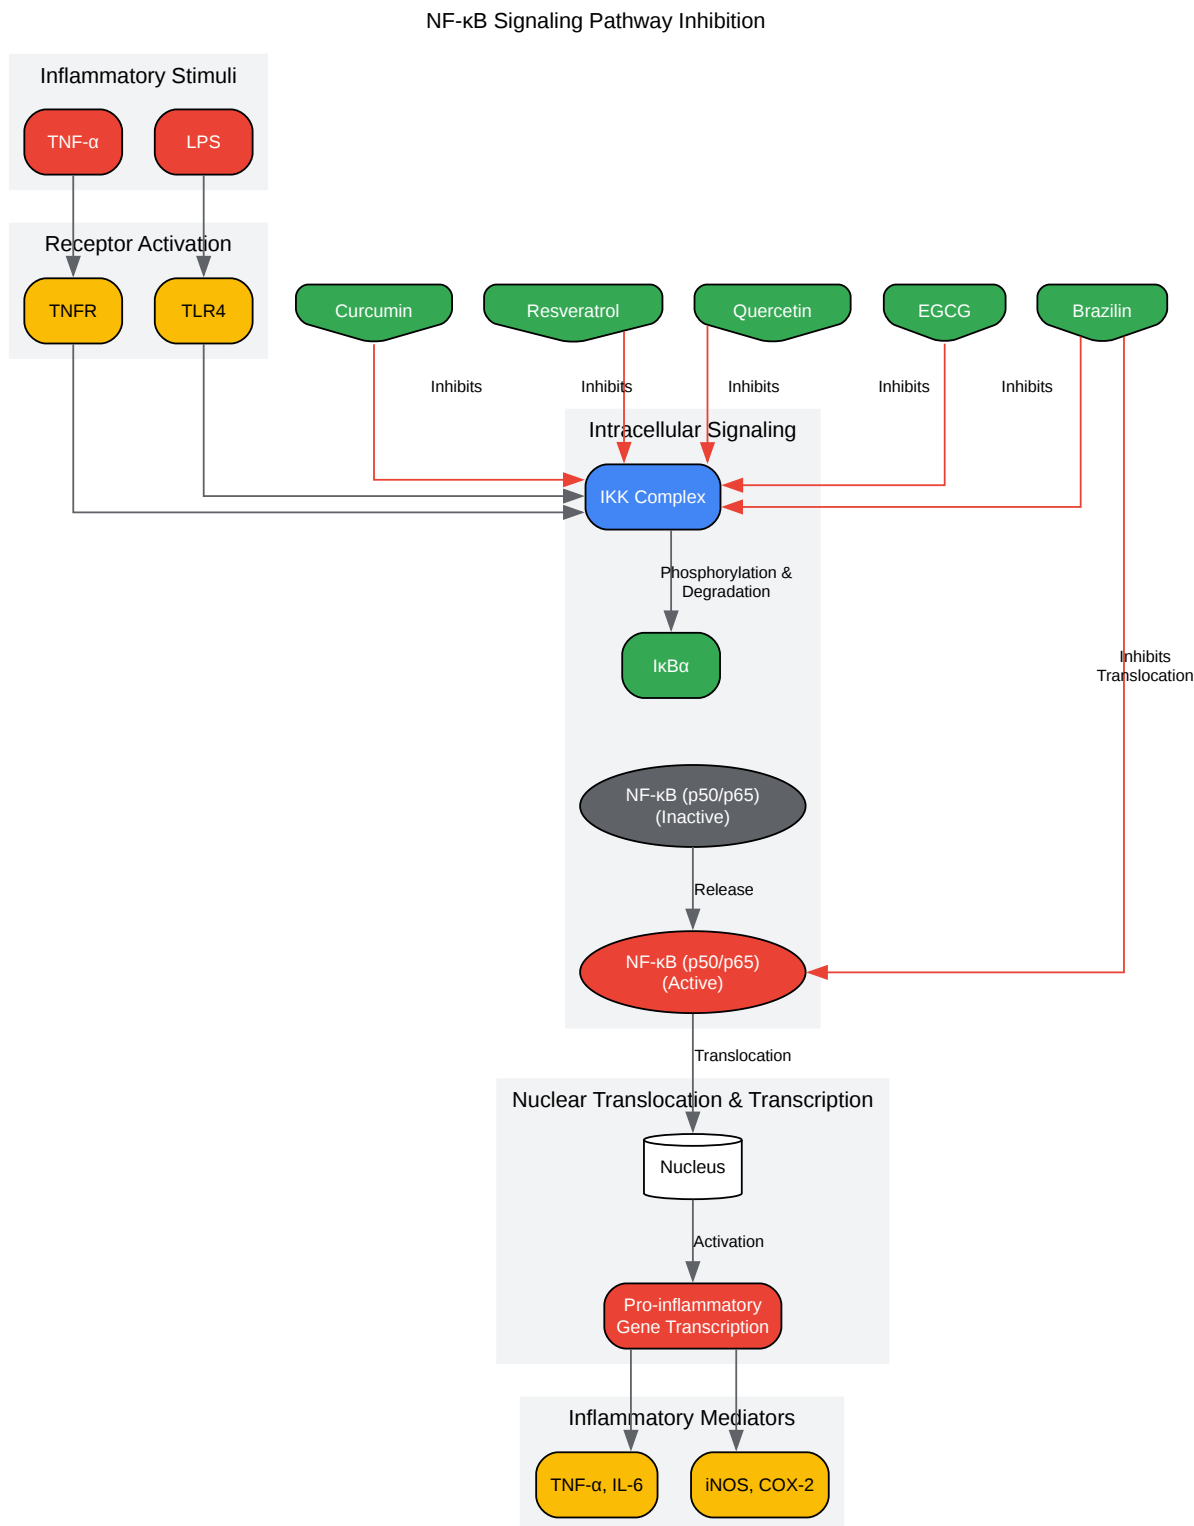 NF-κB Signaling Pathway Inhibition
Inflammatory Stimuli
TNF-α
LPS
Receptor Activation
TNFR
TLR4
Curcumin
Resveratrol
Quercetin
EGCG
Brazilin
Inhibits
Inhibits
Inhibits
Inhibits
Inhibits
Intracellular Signaling
IKK Complex
Phosphorylation &
Degradation
IκBα
Inhibits
Translocation
NF-κB (p50/p65)
(Inactive)
Release
NF-κB (p50/p65)
(Active)
Translocation
Nuclear Translocation & Transcription
Nucleus
Activation
Pro-inflammatory
Gene Transcription
Inflammatory Mediators
TNF-α, IL-6
iNOS, COX-2